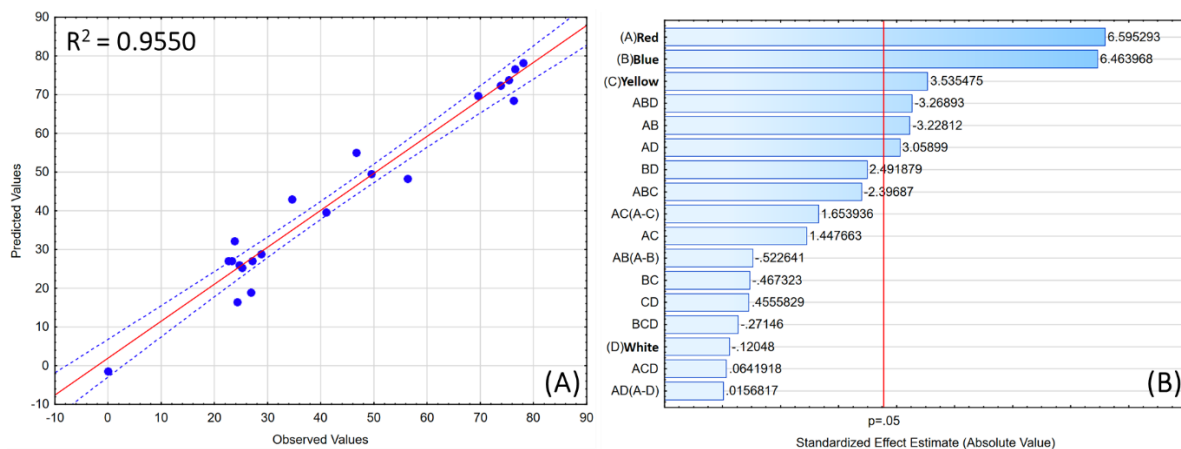 R² = 0.9550
90
80
70
60
50
40
30
20
10
0
-10
-10 0 10 20 30 40 50 60 70 80 90
Predicted Values
Observed Values
(A)
(A)Red 6.595293
(B)Blue 6.463968
(C)Yellow 3.535475
ABD -3.26893
AB -3.22812
AD 3.05899
BD 2.491879
ABC -2.39687
AC(A-C) 1.653936
AC 1.447663
AB(A-B) -.522641
BC -.467323
CD .4555829
BCD -.27146
(D)White -.12048
ACD .0641918
AD(A-D) .0156817
(B)
p=.05
Standardized Effect Estimate (Absolute Value)